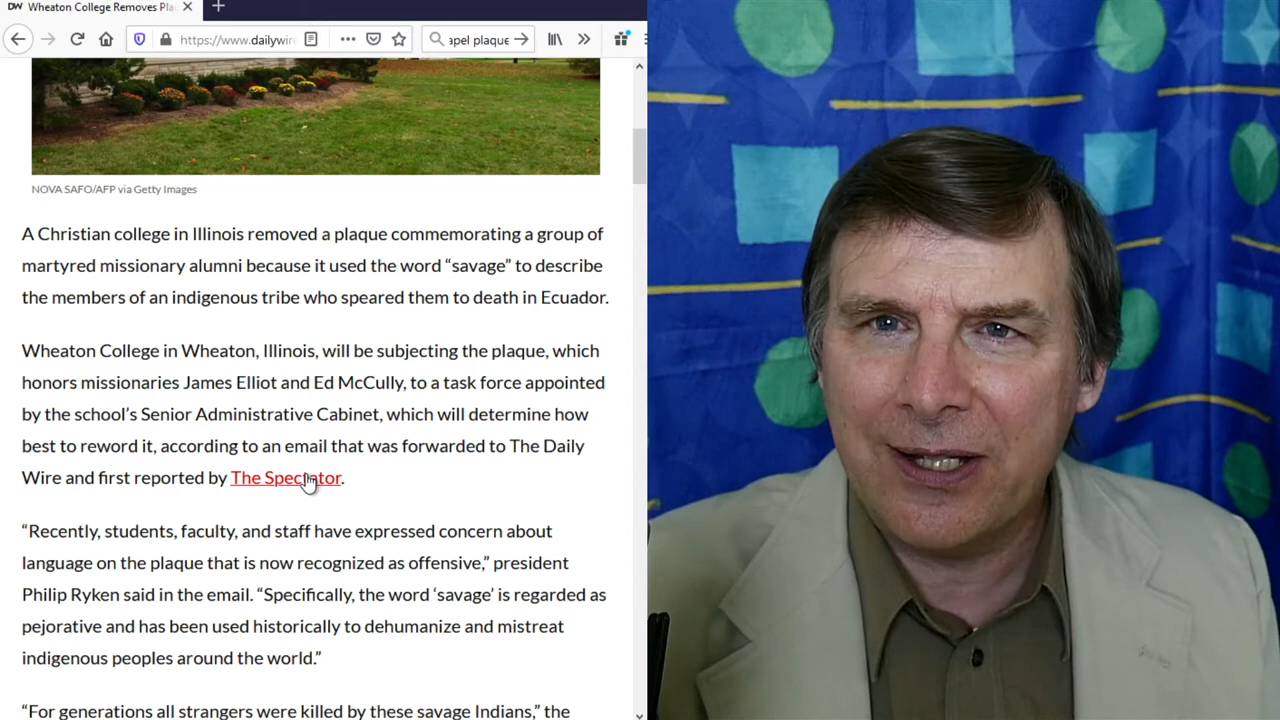 DW Wheaton College Removes Pla
https://www.dailywire
apel plaque
NOVA SAFO/AFP via Getty Images
A Christian college in Illinois removed a plaque commemorating a group of
martyred missionary alumni because it used the word “savage” to describe
the members of an indigenous tribe who speared them to death in Ecuador.
Wheaton College in Wheaton, Illinois, will be subjecting the plaque, which
honors missionaries James Elliot and Ed McCully, to a task force appointed
by the school’s Senior Administrative Cabinet, which will determine how
best to reword it, according to an email that was forwarded to The Daily
Wire and first reported by The Spectator.
“Recently, students, faculty, and staff have expressed concern about
language on the plaque that is now recognized as offensive,” president
Philip Ryken said in the email. “Specifically, the word ‘savage’ is regarded as
pejorative and has been used historically to dehumanize and mistreat
indigenous peoples around the world.”
“For generations all strangers were killed by these savage Indians,” the